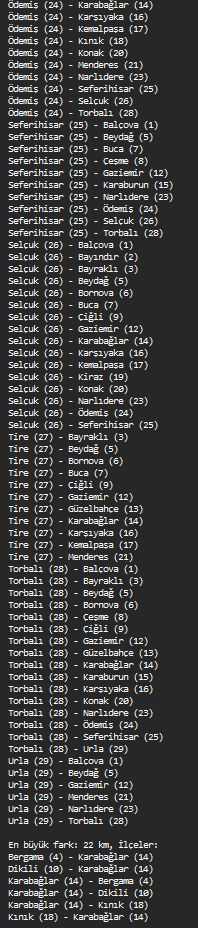 Ödemiş (24) - Karabağlar (14)
Ödemiş (24) - Karşıyaka (16)
Ödemiş (24) - Kemalpaşa (17)
Ödemiş (24) - Kınık (18)
Ödemiş (24) - Konak (20)
Ödemiş (24) - Menderes (21)
Ödemiş (24) - Narlıdere (23)
Ödemiş (24) - Seferihisar (25)
Ödemiş (24) - Selçuk (26)
Ödemiş (24) - Torbalı (28)
Seferihisar (25) - Balçova (1)
Seferihisar (25) - Beydağ (5)
Seferihisar (25) - Buca (7)
Seferihisar (25) - Çeşme (8)
Seferihisar (25) - Gaziemir (12)
Seferihisar (25) - Karaburun (15)
Seferihisar (25) - Narlıdere (23)
Seferihisar (25) - Ödemiş (24)
Seferihisar (25) - Selçuk (26)
Seferihisar (25) - Torbalı (28)
Selçuk (26) - Balçova (1)
Selçuk (26) - Bayındır (2)
Selçuk (26) - Bayraklı (3)
Selçuk (26) - Beydağ (5)
Selçuk (26) - Bornova (6)
Selçuk (26) - Buca (7)
Selçuk (26) - Çiğli (9)
Selçuk (26) - Gaziemir (12)
Selçuk (26) - Karabağlar (14)
Selçuk (26) - Karşıyaka (16)
Selçuk (26) - Kemalpaşa (17)
Selçuk (26) - Kiraz (19)
Selçuk (26) - Konak (20)
Selçuk (26) - Narlıdere (23)
Selçuk (26) - Ödemiş (24)
Selçuk (26) - Seferihisar (25)
Tire (27) - Bayraklı (3)
Tire (27) - Beydağ (5)
Tire (27) - Bornova (6)
Tire (27) - Buca (7)
Tire (27) - Çiğli (9)
Tire (27) - Gaziemir (12)
Tire (27) - Güzelbahçe (13)
Tire (27) - Karabağlar (14)
Tire (27) - Karşıyaka (16)
Tire (27) - Kemalpaşa (17)
Tire (27) - Menderes (21)
Torbalı (28) - Balçova (1)
Torbalı (28) - Bayraklı (3)
Torbalı (28) - Beydağ (5)
Torbalı (28) - Bornova (6)
Torbalı (28) - Çeşme (8)
Torbalı (28) - Çiğli (9)
Torbalı (28) - Gaziemir (12)
Torbalı (28) - Güzelbahçe (13)
Torbalı (28) - Karabağlar (14)
Torbalı (28) - Karaburun (15)
Torbalı (28) - Karşıyaka (16)
Torbalı (28) - Konak (20)
Torbalı (28) - Narlıdere (23)
Torbalı (28) - Ödemiş (24)
Torbalı (28) - Seferihisar (25)
Torbalı (28) - Urla (29)
Urla (29) - Balçova (1)
Urla (29) - Beydağ (5)
Urla (29) - Gaziemir (12)
Urla (29) - Menderes (21)
Urla (29) - Narlıdere (23)
Urla (29) - Torbalı (28)
En büyük fark: 22 km, İlçeler:
Bergama (4) - Karabağlar (14)
Dikili (10) - Karabağlar (14)
Karabağlar (14) - Bergama (4)
Karabağlar (14) - Dikili (10)
Karabağlar (14) - Kınık (18)
Kınık (18) - Karabağlar (14)